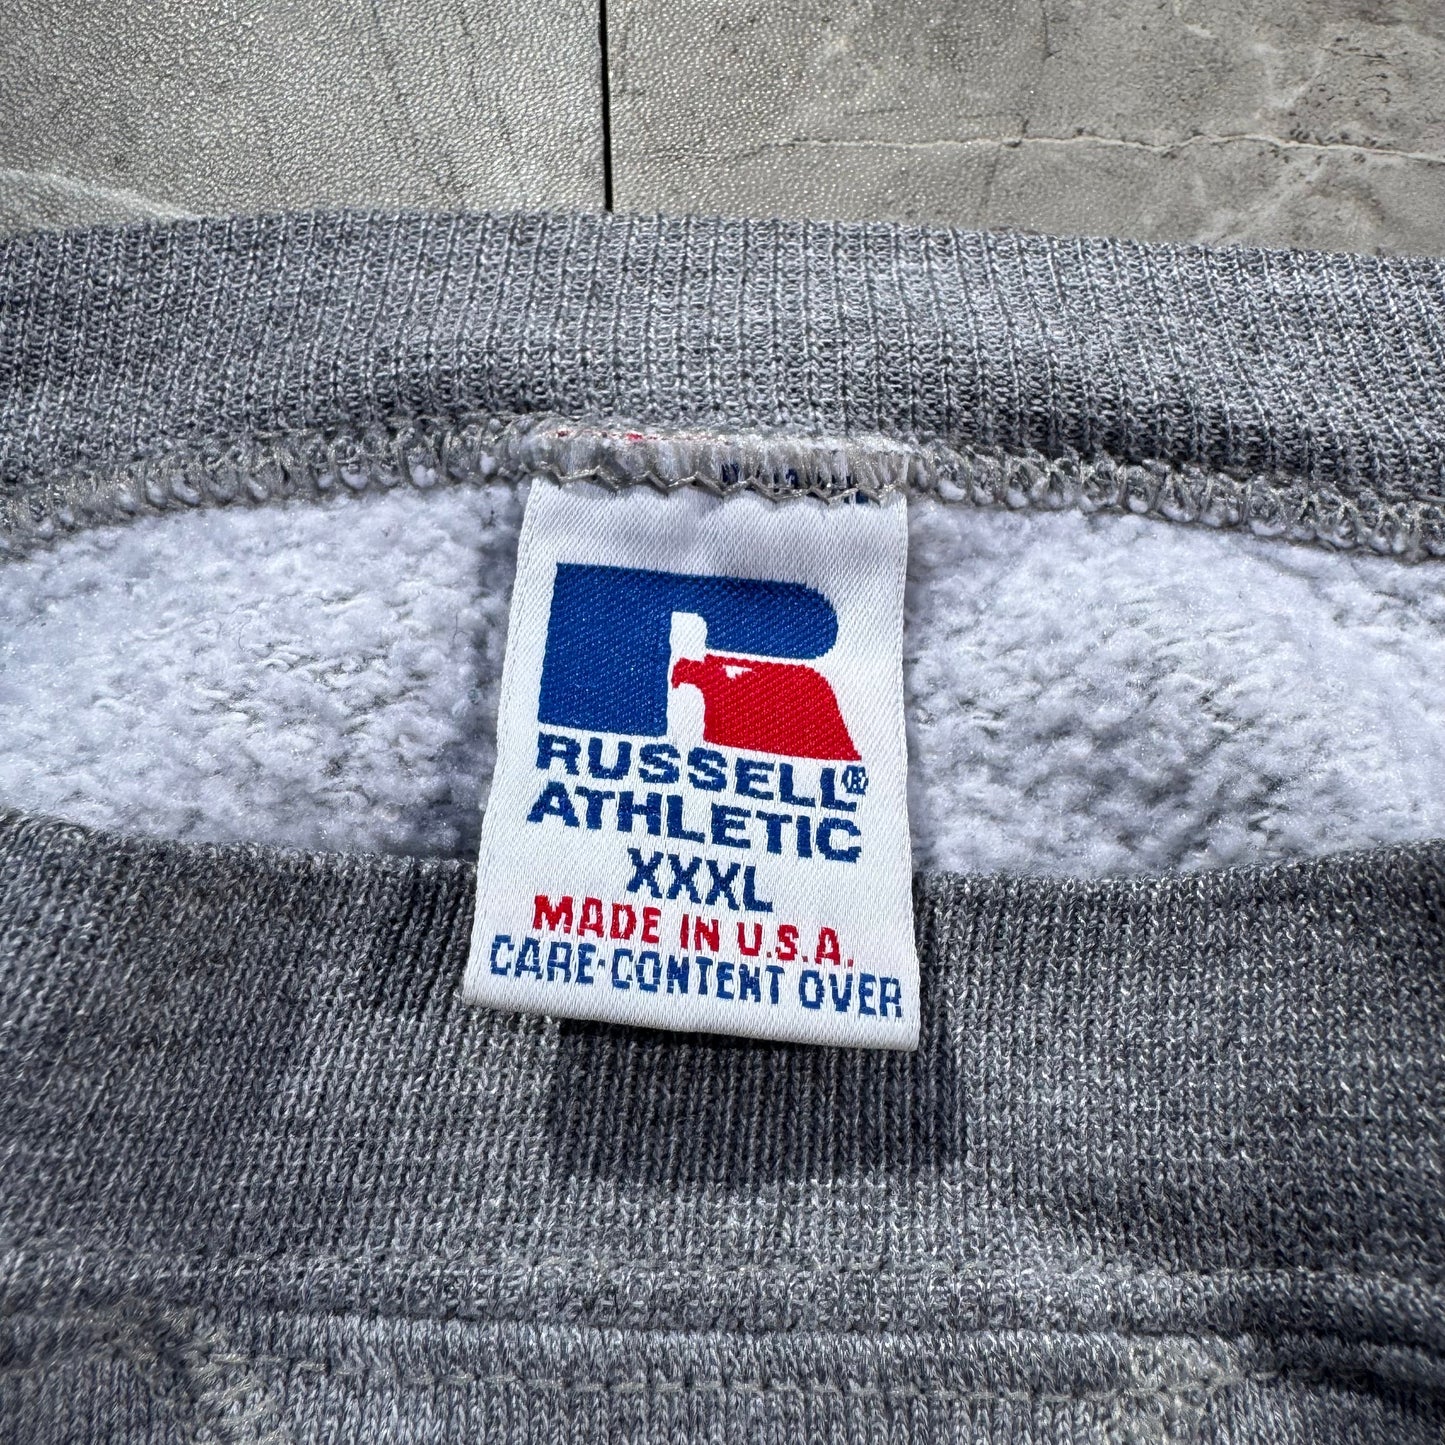 RUSSELL®
ATHLETIC
XXXL
MADE IN U.S.A.
CARE-CONTENT OVER